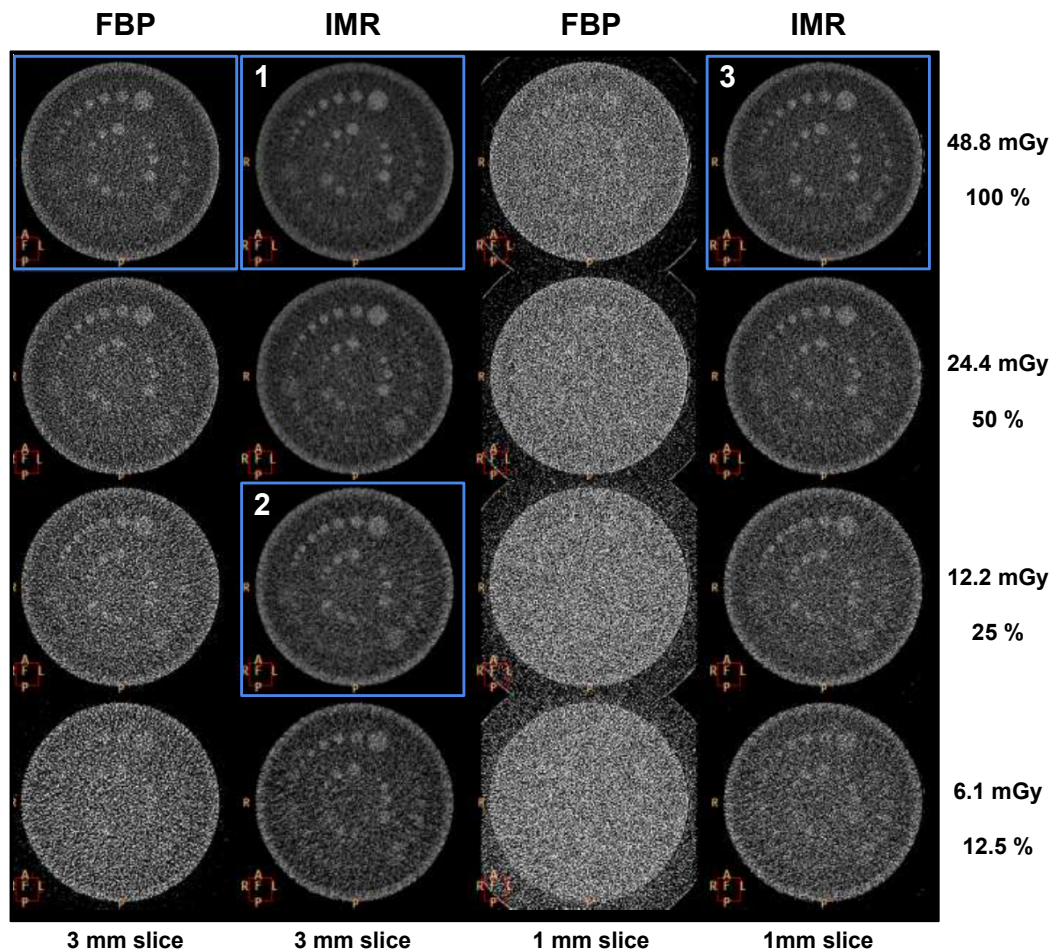 FBP IMR FBP IMR
1 3
R R R
48.8 mGy
100 %
A A A A
R F L R F L R F L R F L
P P P P
P P P P
R R R R
24.4 mGy
50 %
A A A A
R F L R F L R F L R F L
P P P P
P P P P
2
R R R R
12.2 mGy
25 %
A A A A
R F L R F L R F L R F L
P P P P
P P P P
R R R R
6.1 mGy
12.5 %
A A A A
R F L R F L R F L R F L
P P P P
P P P P
3 mm slice 3 mm slice 1 mm slice 1mm slice